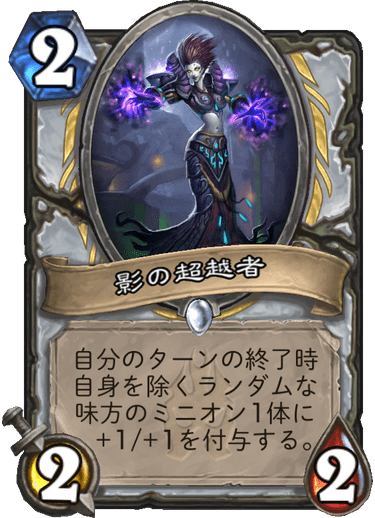 2
影の超越者
自分のターンの終了時
自身を除くランダムな
味方のミニオン1体に
+1/+1を付与する。
2
2